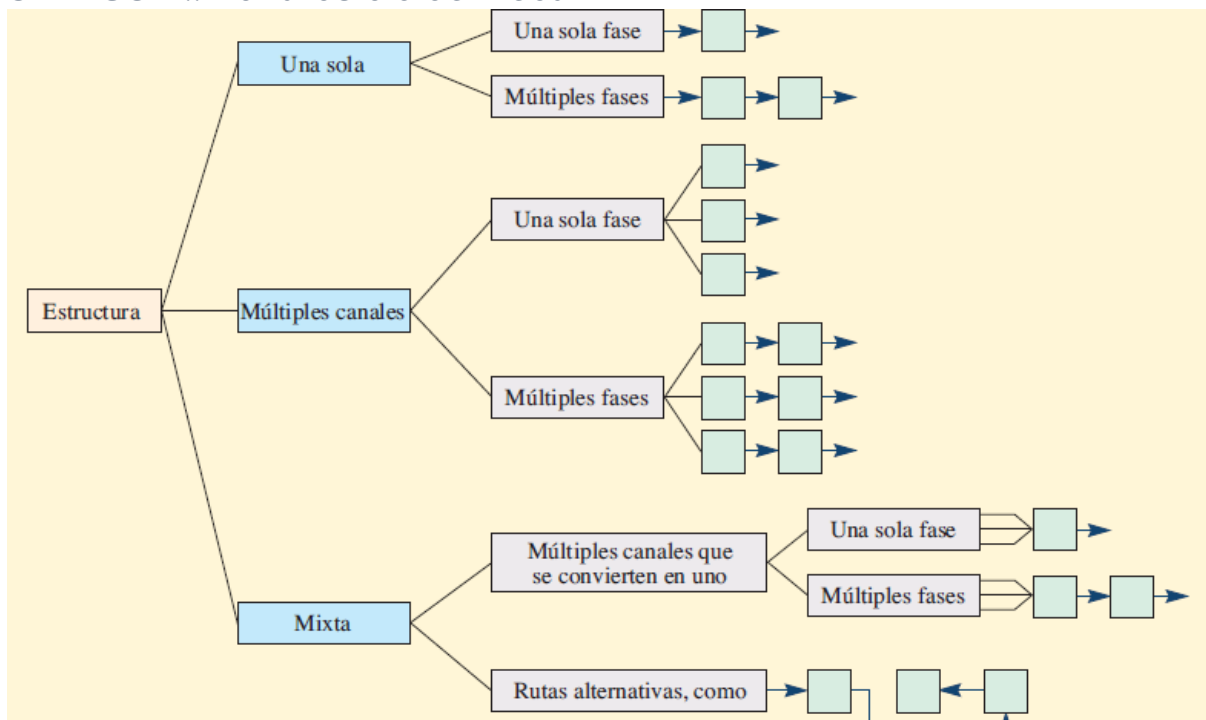 Una sola fase
Una sola
Múltiples fases
Una sola fase
Estructura
Múltiples canales
Múltiples fases
Una sola fase
Múltiples canales que
se convierten en uno
Múltiples fases
Mixta
Rutas alternativas, como